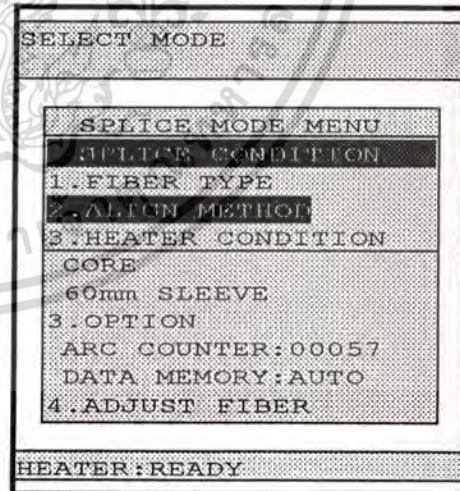 SELECT MODE
SPLICE MODE MENU
SPLICE CONDITION
1.FIBER TYPE
2.ALIGN METHOD
3.HEATER CONDITION
CORE
60mm SLEEVE
3.OPTION
ARC COUNTER:00057
DATA MEMORY:AUTO
4.ADJUST FIBER
HEATER:READY